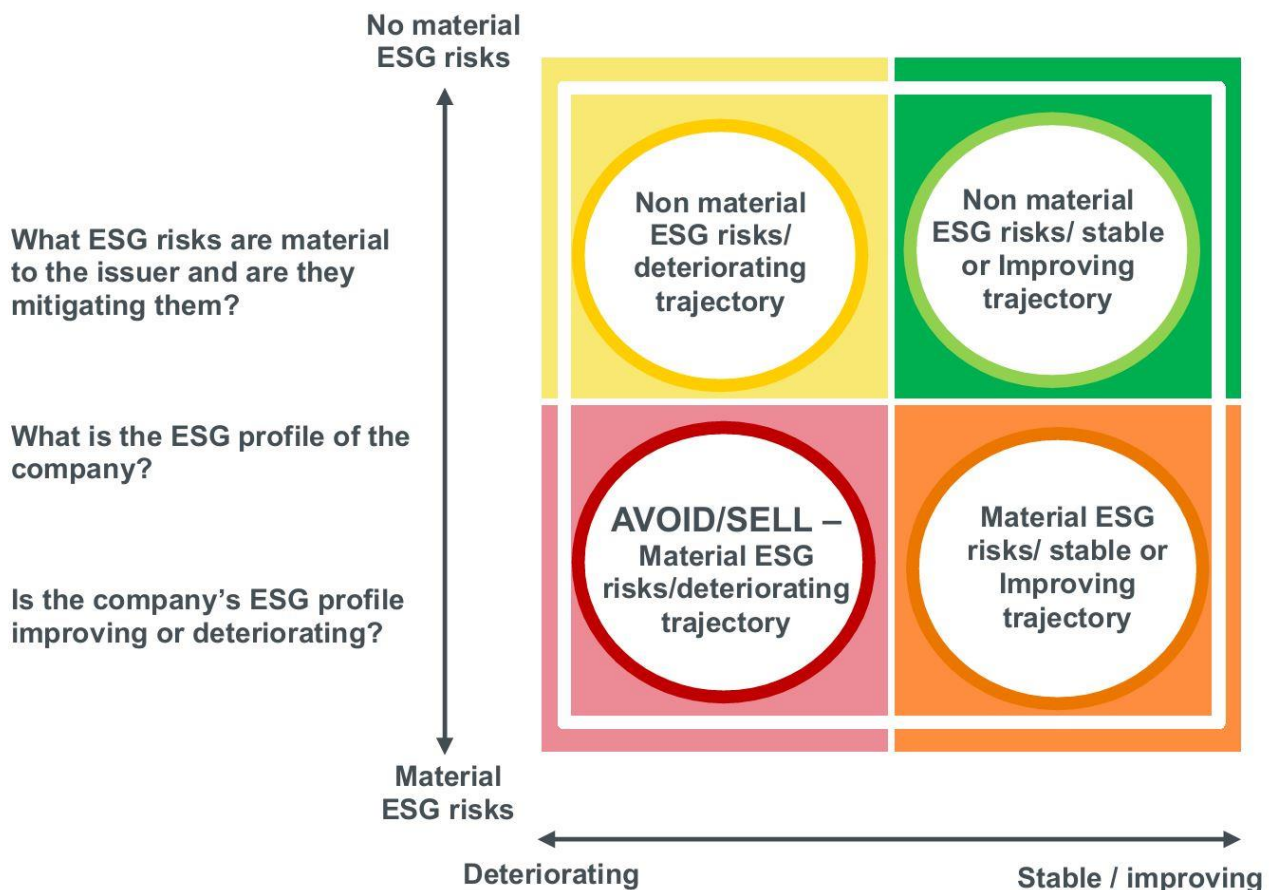 No material
ESG risks
What ESG risks are material
to the issuer and are they
mitigating them?
What is the ESG profile of the
company?
Is the company’s ESG profile
improving or deteriorating?
Non material
ESG risks/
deteriorating
trajectory
Non material
ESG risks/ stable
or Improving
trajectory
AVOID/SELL –
Material ESG
risks/deteriorating
trajectory
Material ESG
risks/ stable or
Improving
trajectory
Material
ESG risks
Deteriorating
Stable / improving